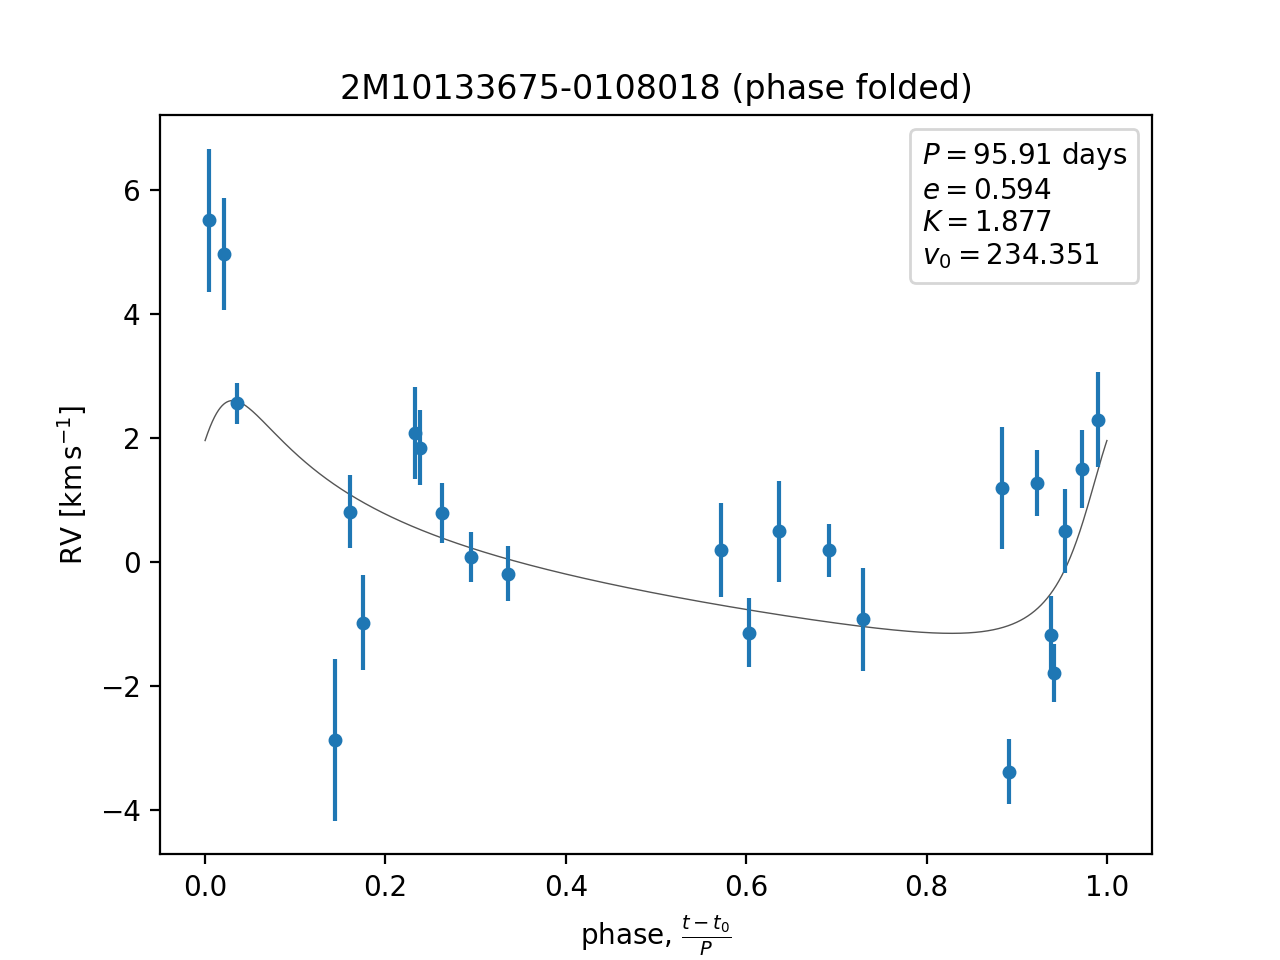 2M10133675-0108018 (phase folded)
P = 95.91 days
e = 0.594
K = 1.877
v₀ = 234.351
RV [km s⁻¹]
6
4
2
0
−2
−4
0.0 0.2 0.4 0.6 0.8 1.0
phase, (t − t₀)/P